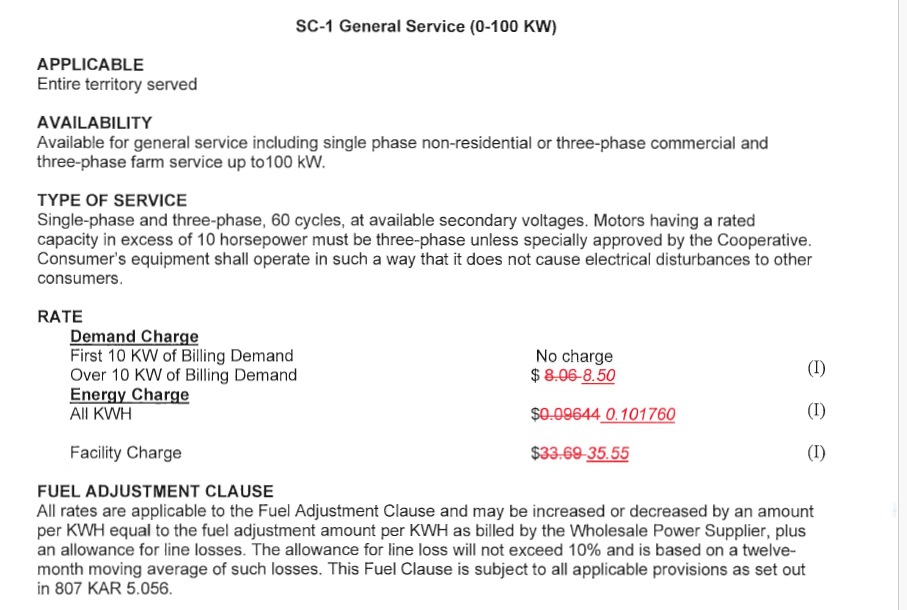 SC-1 General Service (0-100 KW)
APPLICABLE
Entire territory served
AVAILABILITY
Available for general service including single phase non-residential or three-phase commercial and
three-phase farm service up to100 kW.
TYPE OF SERVICE
Single-phase and three-phase, 60 cycles, at available secondary voltages. Motors having a rated
capacity in excess of 10 horsepower must be three-phase unless specially approved by the Cooperative.
Consumer's equipment shall operate in such a way that it does not cause electrical disturbances to other
consumers.
RATE
Demand Charge
First 10 KW of Billing Demand No charge
Over 10 KW of Billing Demand $ 8.06 8.50 (I)
Energy Charge
All KWH $0.09644 0.101760 (I)
Facility Charge $33.69 35.55 (I)
FUEL ADJUSTMENT CLAUSE
All rates are applicable to the Fuel Adjustment Clause and may be increased or decreased by an amount
per KWH equal to the fuel adjustment amount per KWH as billed by the Wholesale Power Supplier, plus
an allowance for line losses. The allowance for line loss will not exceed 10% and is based on a twelve-
month moving average of such losses. This Fuel Clause is subject to all applicable provisions as set out
in 807 KAR 5.056.